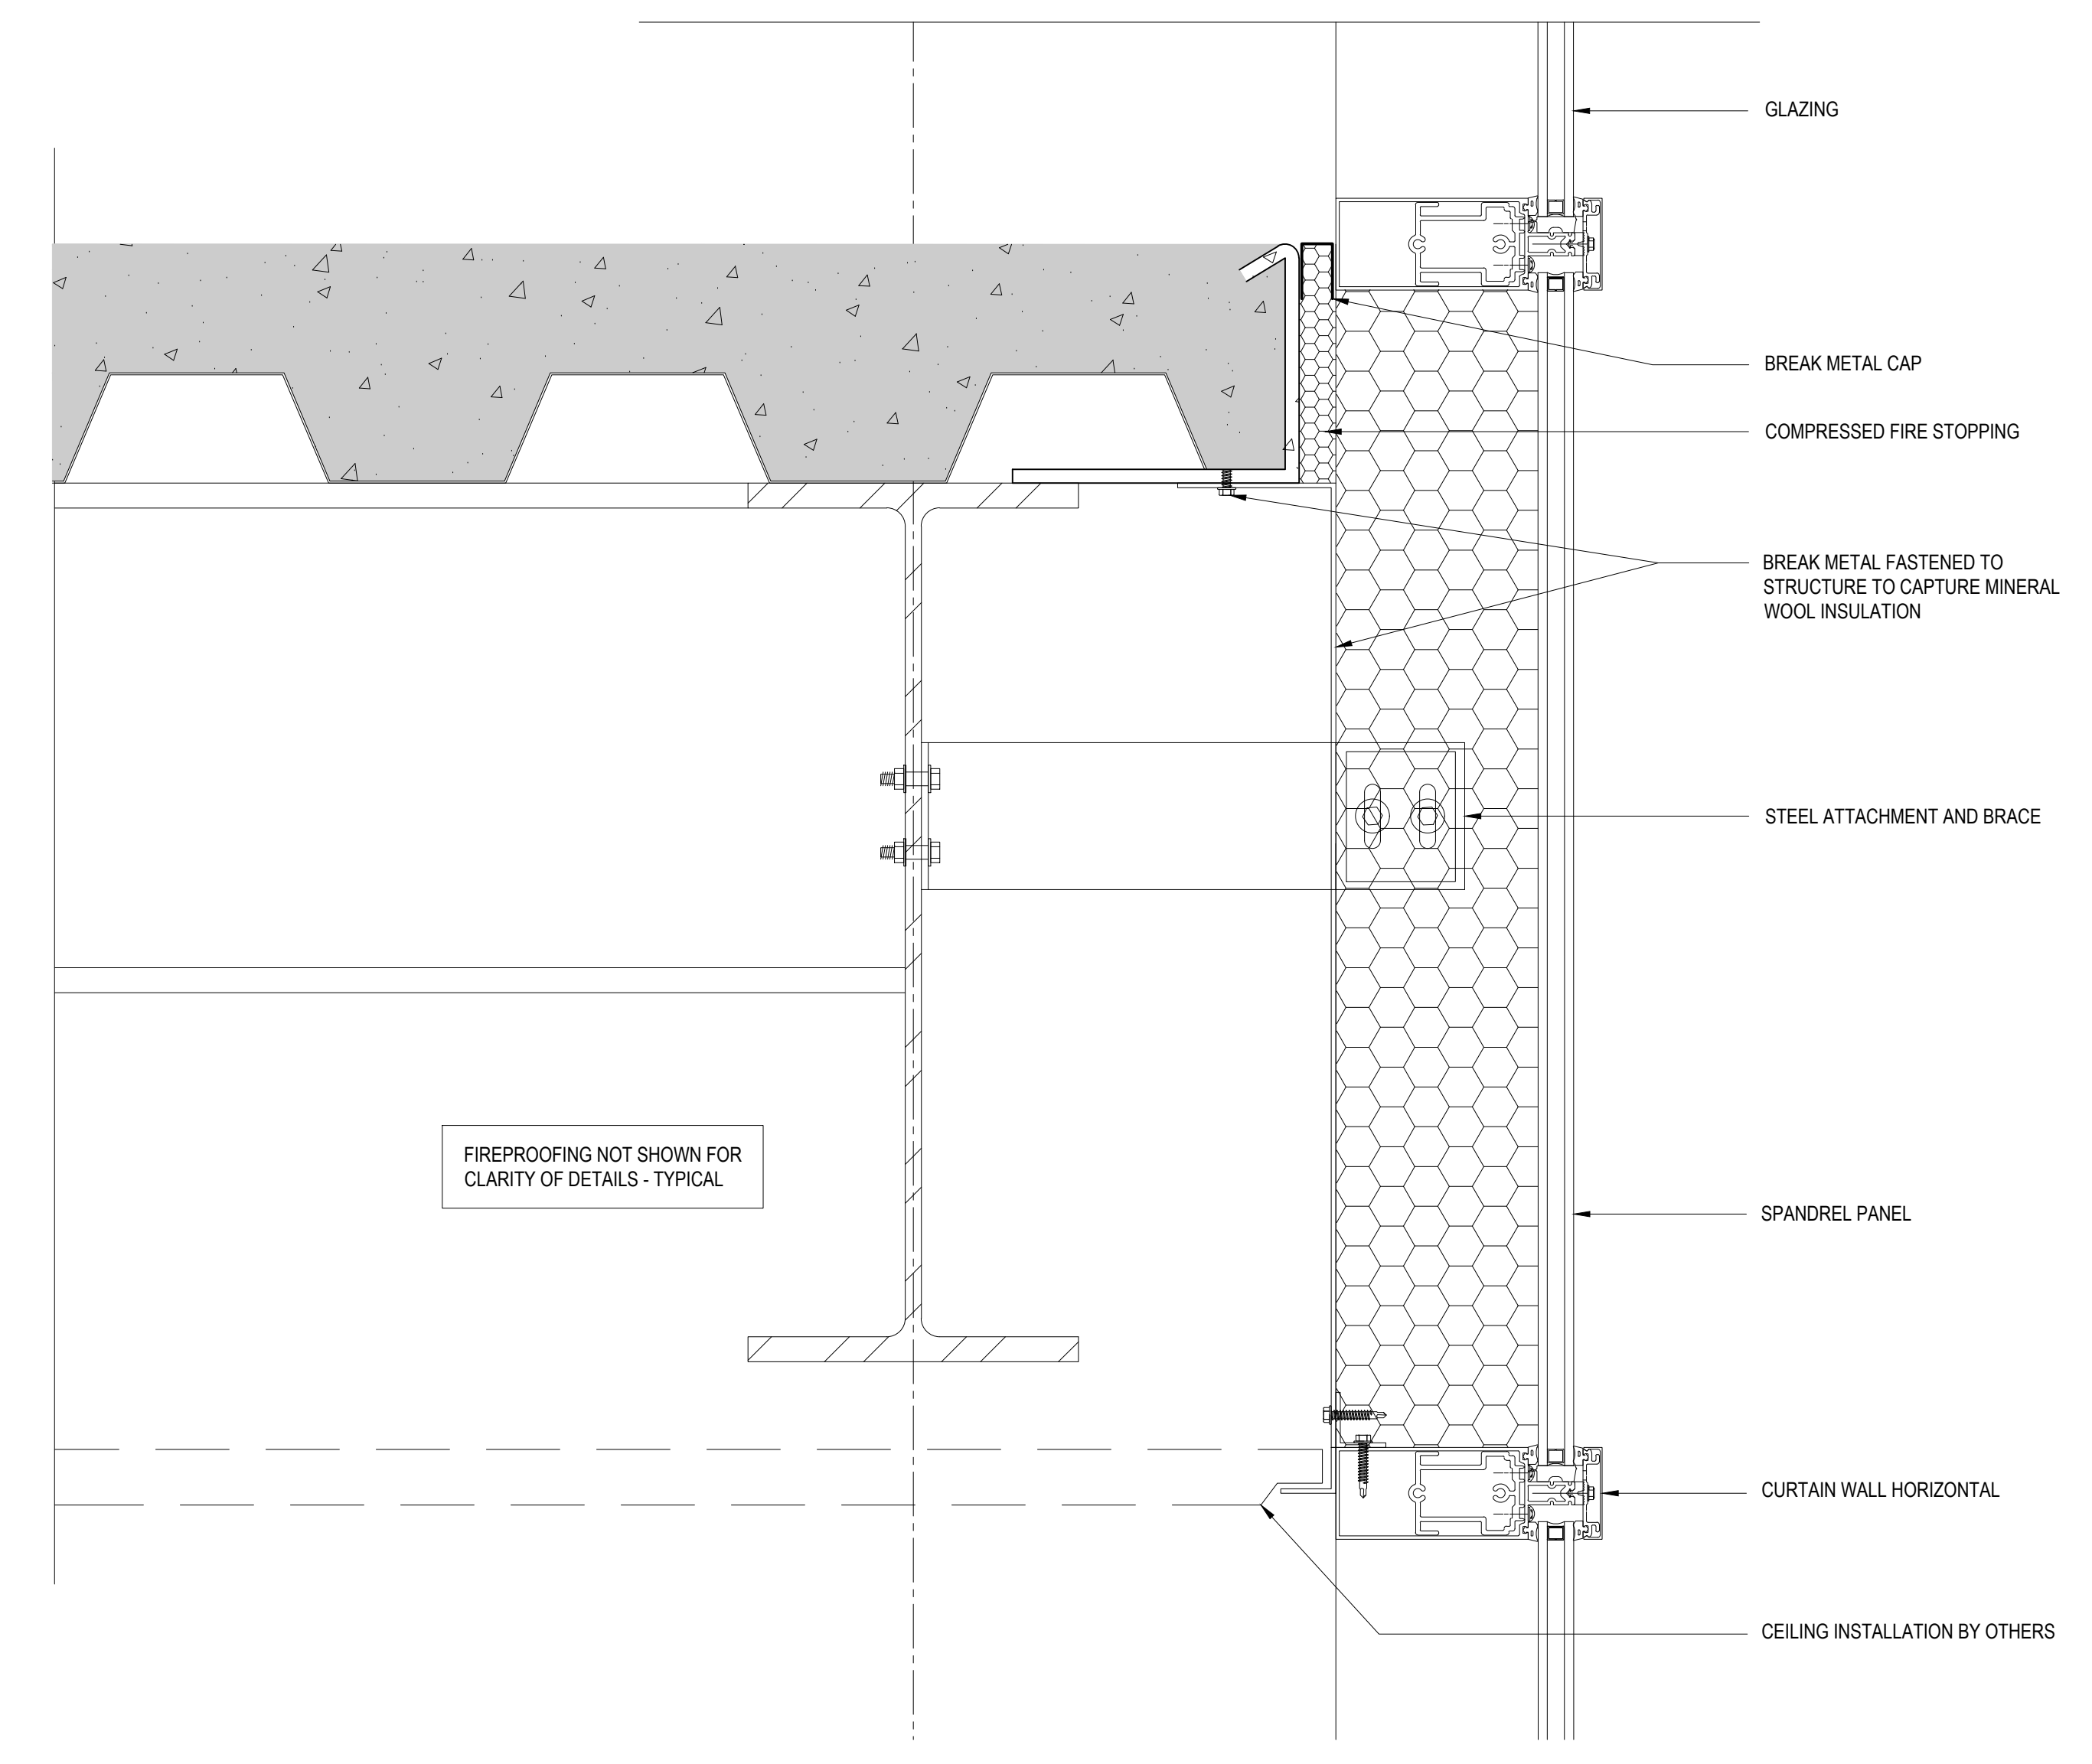 GLAZING
BREAK METAL CAP
COMPRESSED FIRE STOPPING
BREAK METAL FASTENED TO
STRUCTURE TO CAPTURE MINERAL
WOOL INSULATION
STEEL ATTACHMENT AND BRACE
FIREPROOFING NOT SHOWN FOR
CLARITY OF DETAILS - TYPICAL
SPANDREL PANEL
CURTAIN WALL HORIZONTAL
CEILING INSTALLATION BY OTHERS